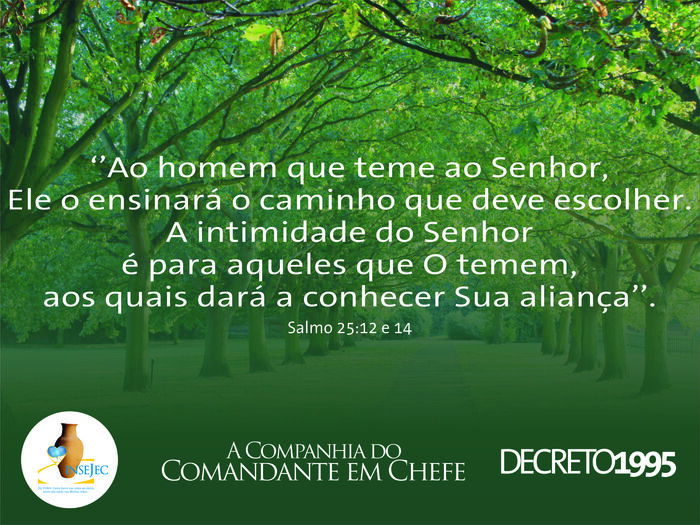 ‘’Ao homem que teme ao Senhor,
Ele o ensinará o caminho que deve escolher.
A intimidade do Senhor
é para aqueles que O temem,
aos quais dará a conhecer Sua aliança’’.
Salmo 25:12 e 14
INSEJEC
A COMPANHIA DO
COMANDANTE EM CHEFE
DECRETO1995